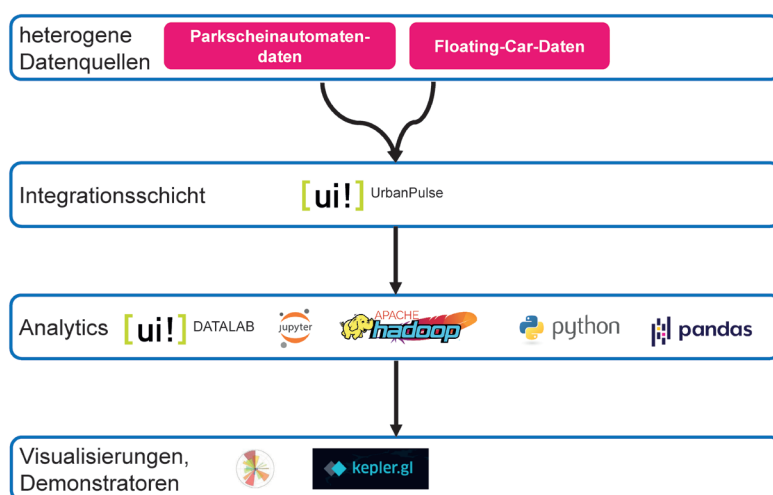 heterogene
Datenquellen
Parkscheinautomaten-
daten
Floating-Car-Daten
Integrationsschicht
[ui!] UrbanPulse
Analytics
[ui!] DATALAB
jupyter
APACHE
hadoop
python
pandas
Visualisierungen,
Demonstratoren
kepler.gl